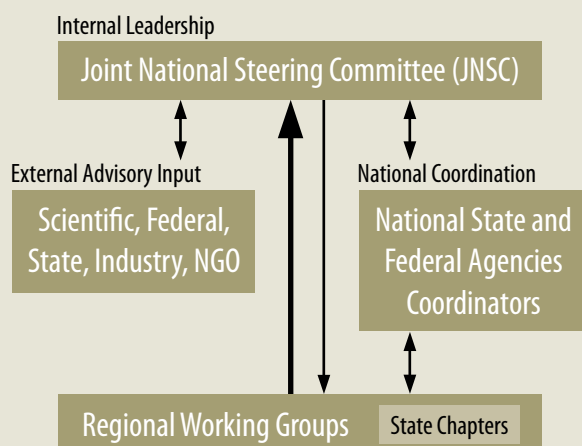 Internal Leadership
Joint National Steering Committee (JNSC)
External Advisory Input
Scientific, Federal,
State, Industry, NGO
National Coordination
National State and
Federal Agencies
Coordinators
Regional Working Groups
State Chapters